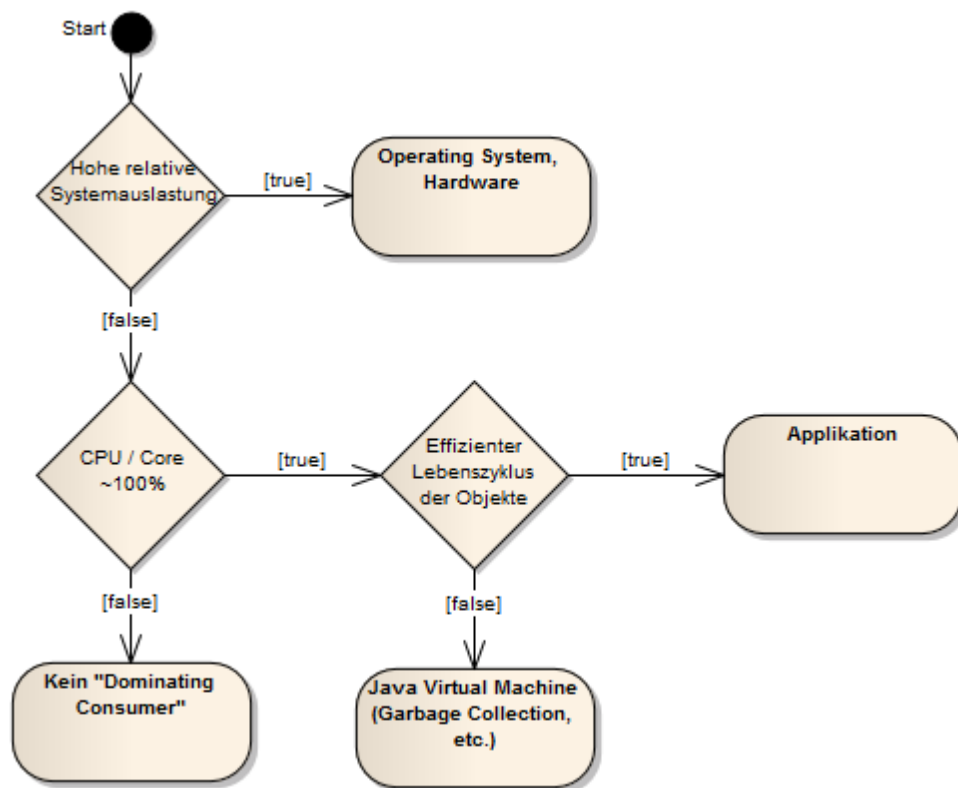 Start
Hohe relative
Systemauslastung
[true]
Operating System,
Hardware
[false]
CPU / Core
~100%
[true]
Effizienter
Lebenszyklus
der Objekte
[true]
Applikation
[false]
[false]
Kein "Dominating
Consumer"
Java Virtual Machine
(Garbage Collection,
etc.)